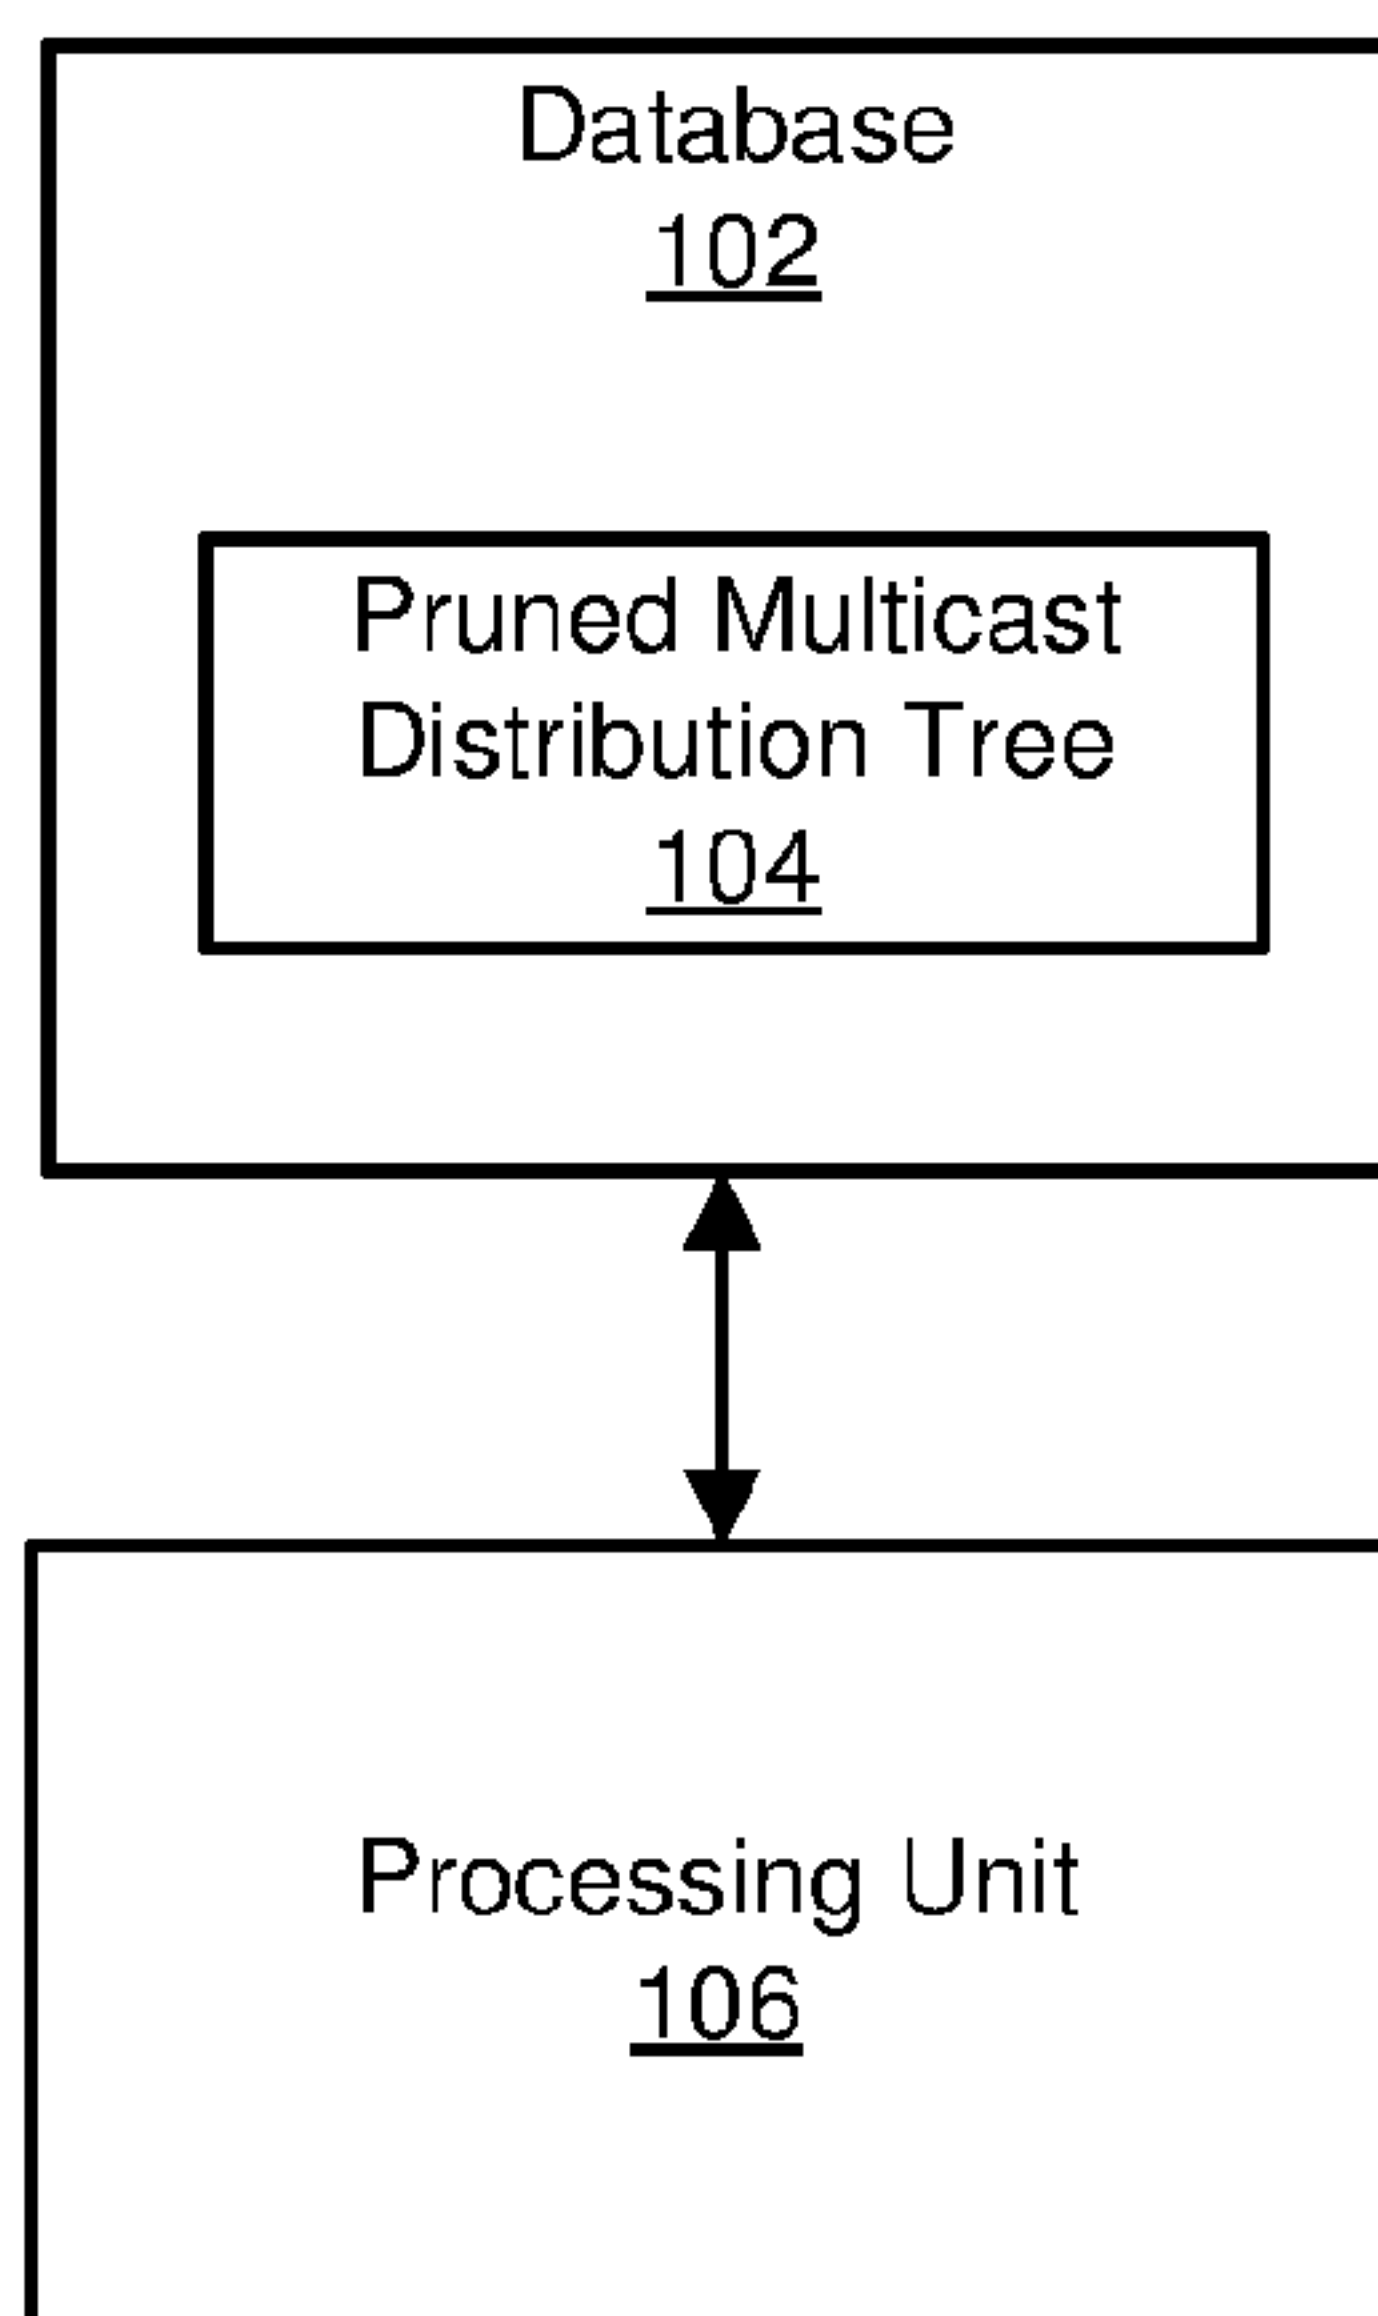 Database
102
Pruned Multicast
Distribution Tree
104
Processing Unit
106